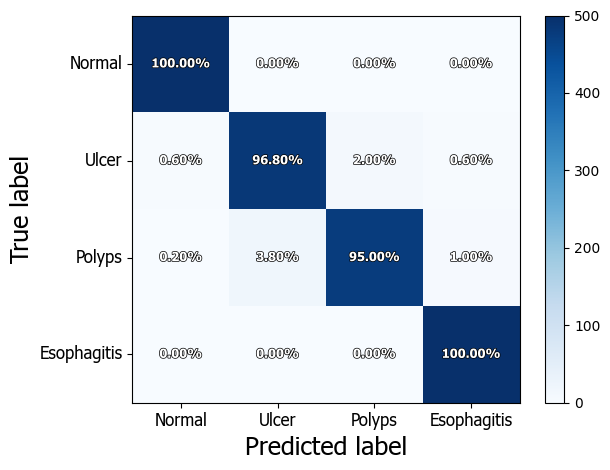 Normal 100.00% 0.00% 0.00% 0.00%
Ulcer 0.60% 96.80% 2.00% 0.60%
Polyps 0.20% 3.80% 95.00% 1.00%
Esophagitis 0.00% 0.00% 0.00% 100.00%
Normal Ulcer Polyps Esophagitis
Predicted label
True label
500
400
300
200
100
0